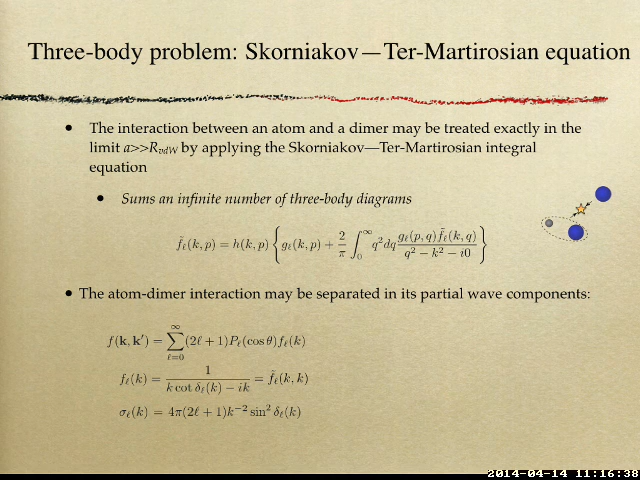 Three-body problem: Skorniakov—Ter-Martirosian equation
• The interaction between an atom and a dimer may be treated exactly in the
limit a>>R_vdW by applying the Skorniakov—Ter-Martirosian integral
equation
• Sums an infinite number of three-body diagrams
f̃_ℓ(k, p) = h(k, p) { g_ℓ(k, p) + \frac{2}{π} ∫_0^∞ q²dq \frac{g_ℓ(p, q) f̃_ℓ(k, q)}{q² − k² − i0} }
• The atom-dimer interaction may be separated in its partial wave components:
f(𝐤, 𝐤′) = ∑_{ℓ=0}^{∞} (2ℓ + 1)P_ℓ(cos θ) f_ℓ(k)
f_ℓ(k) = \frac{1}{k cot δ_ℓ(k) − ik} = f̃_ℓ(k, k)
σ_ℓ(k) = 4π(2ℓ + 1)k⁻² sin² δ_ℓ(k)
2014-04-14 11:16:38